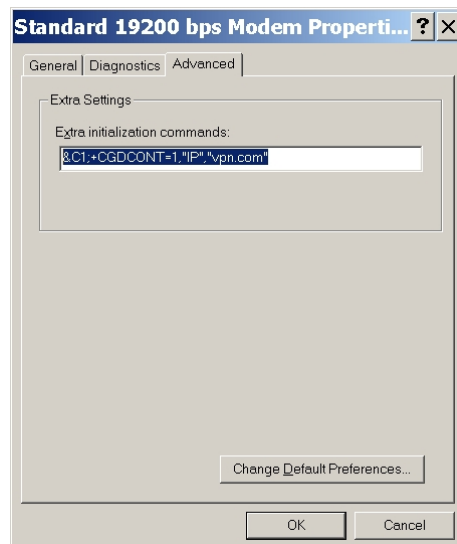 Standard 19200 bps Modem Properti... ? ×
General Diagnostics Advanced
Extra Settings
Extra initialization commands:
&C1;+CGDCONT=1,"IP","vpn.com"
Change Default Preferences...
OK Cancel